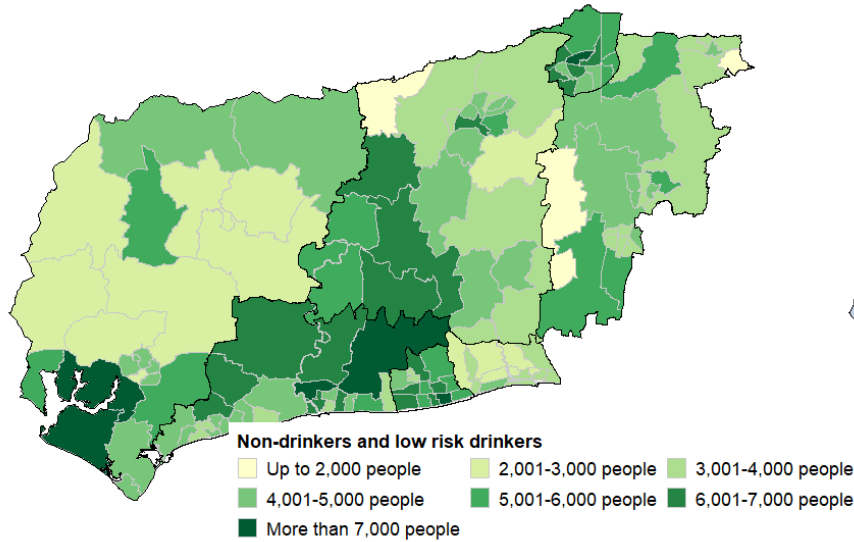 Non-drinkers and low risk drinkers
Up to 2,000 people 2,001-3,000 people 3,001-4,000 people
4,001-5,000 people 5,001-6,000 people 6,001-7,000 people
More than 7,000 people